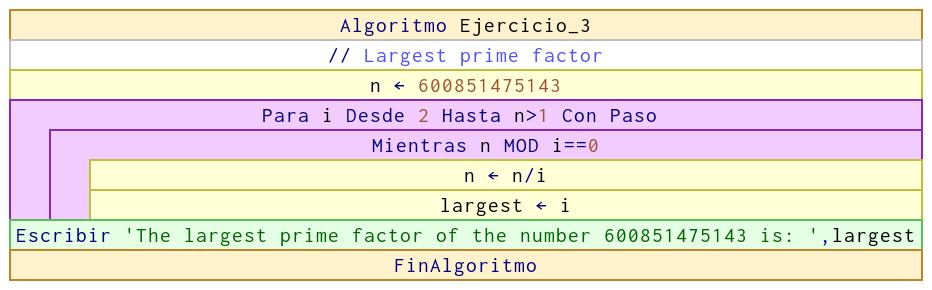 Algoritmo Ejercicio_3
// Largest prime factor
n ← 600851475143
Para i Desde 2 Hasta n>1 Con Paso
Mientras n MOD i==0
n ← n/i
largest ← i
Escribir 'The largest prime factor of the number 600851475143 is: ',largest
FinAlgoritmo